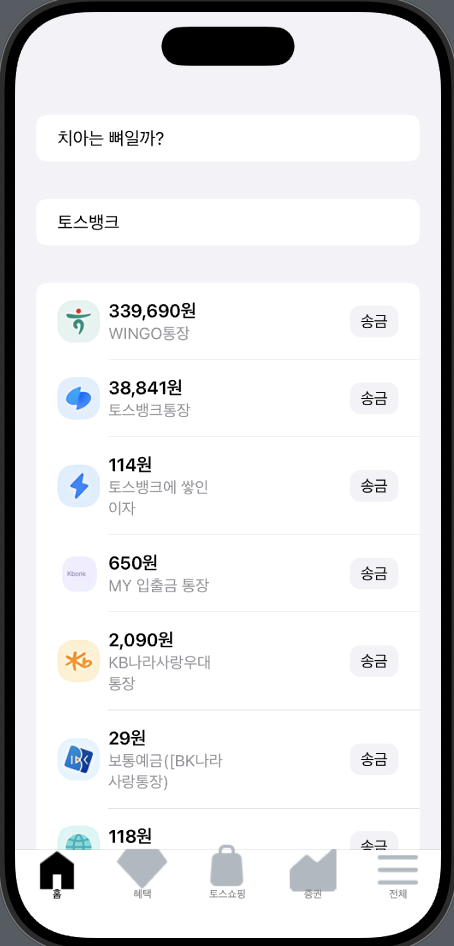 치아는 뼈일까?
토스뱅크
339,690원
WINGO통장
송금
38,841원
토스뱅크통장
송금
114원
토스뱅크에 쌓인
이자
송금
Kbank
650원
MY 입출금 통장
송금
2,090원
KB나라사랑우대
통장
송금
29원
보통예금([BK나라
사랑통장)
송금
118원
송금
홈
혜택
토스쇼핑
증권
전체